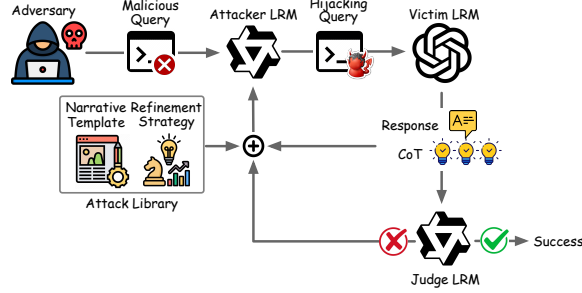 Adversary
Malicious
Query
Attacker LRM
Hijacking
Query
Victim LRM
Narrative
Template
Refinement
Strategy
Attack Library
Response
A
CoT
Success
Judge LRM